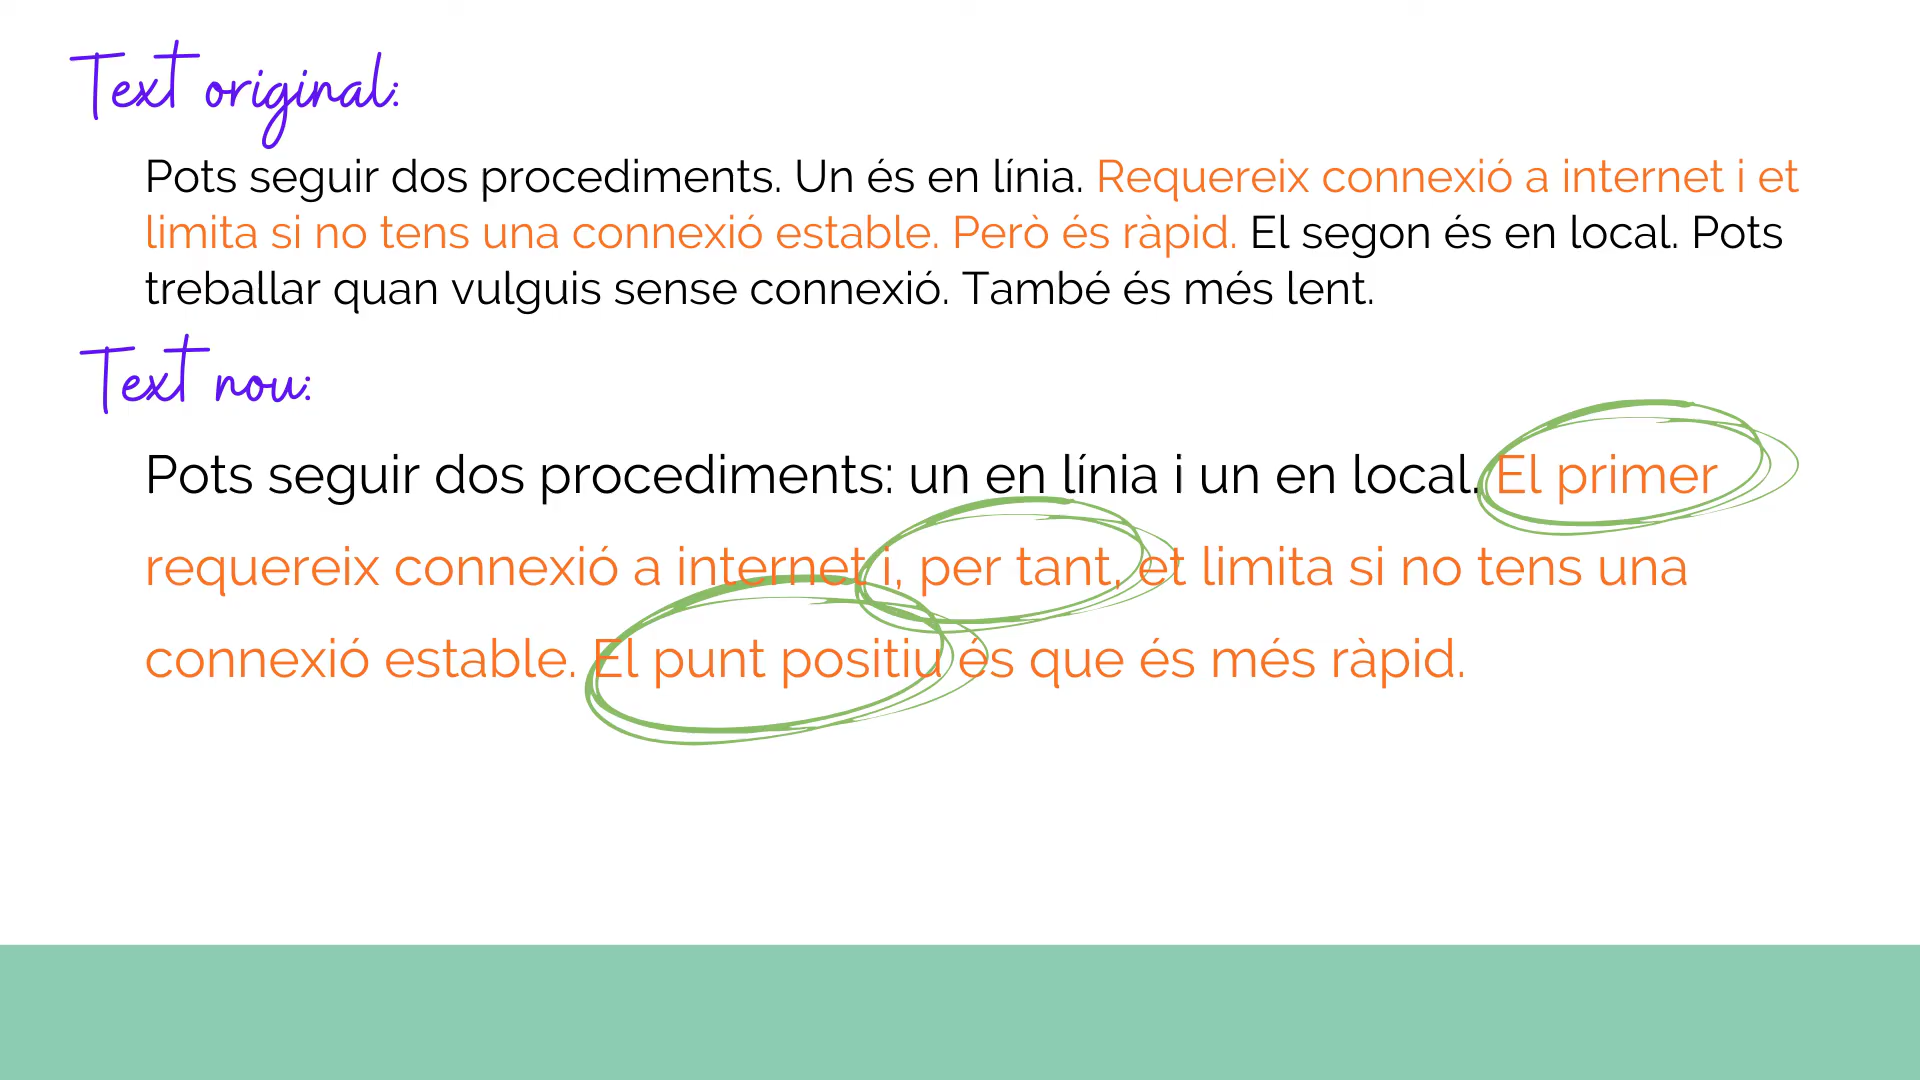 Text original:
Pots seguir dos procediments. Un és en línia. Requereix connexió a internet i et
limita si no tens una connexió estable. Però és ràpid. El segon és en local. Pots
treballar quan vulguis sense connexió. També és més lent.
Text nou:
Pots seguir dos procediments: un en línia i un en local. El primer
requereix connexió a internet i, per tant, et limita si no tens una
connexió estable. El punt positiu és que és més ràpid.